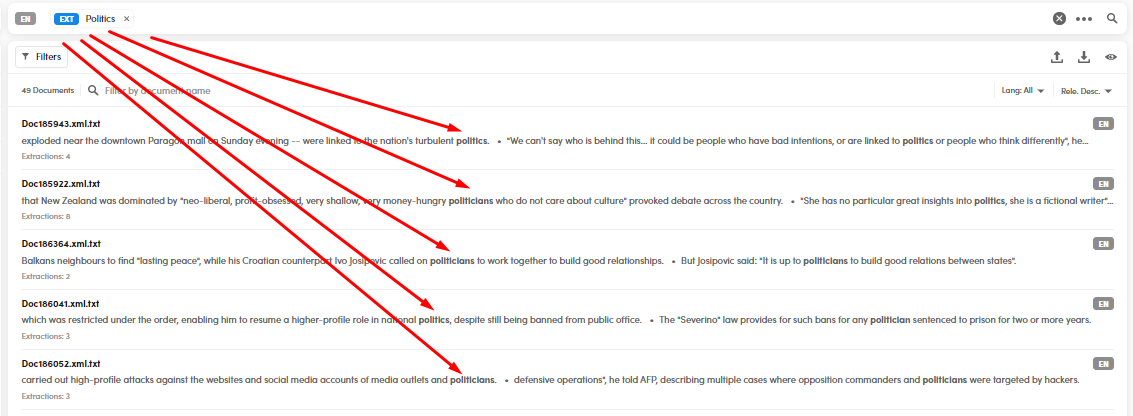 EN EXT Politics ×
Filters
49 Documents Filter by document name Lang: All Rele. Desc.
Doc185943.xml.txt EN
exploded near the downtown Paragon mall on Sunday evening -- were linked to the nation's turbulent politics. • "We can't say who is behind this... it could be people who have bad intentions, or are linked to politics or people who think differently", he...
Extractions: 4
Doc185922.xml.txt EN
that New Zealand was dominated by "neo-liberal, profit-obsessed, very shallow, very money-hungry politicians who do not care about culture" provoked debate across the country. • "She has no particular great insights into politics, she is a fictional writer"...
Extractions: 8
Doc186364.xml.txt EN
Balkans neighbours to find "lasting peace", while his Croatian counterpart Ivo Josipovic called on politicians to work together to build good relationships. • But Josipovic said: "It is up to politicians to build good relations between states".
Extractions: 2
Doc186041.xml.txt EN
which was restricted under the order, enabling him to resume a higher-profile role in national politics, despite still being banned from public office. • The "Severino" law provides for such bans for any politician sentenced to prison for two or more years.
Extractions: 3
Doc186052.xml.txt EN
carried out high-profile attacks against the websites and social media accounts of media outlets and politicians. • defensive operations", he told AFP, describing multiple cases where opposition commanders and politicians were targeted by hackers.
Extractions: 3